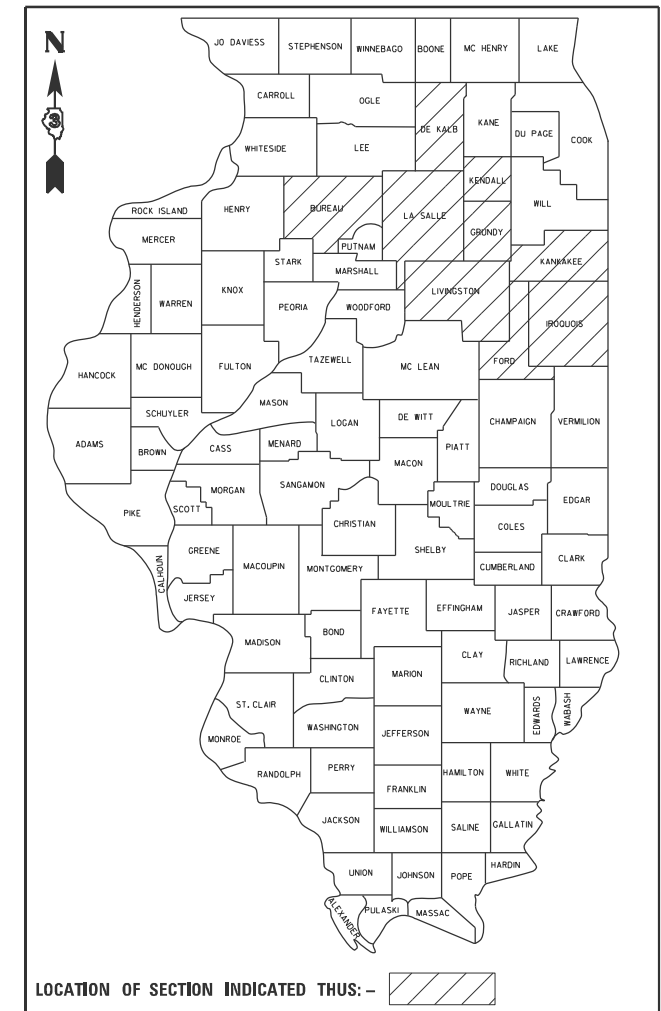 N
3
JO DAVIESS STEPHENSON WINNEBAGO BOONE MC HENRY LAKE
CARROLL OGLE DE KALB KANE DU PAGE COOK
WHITESIDE LEE
KENDALL
ROCK ISLAND HENRY BUREAU LA SALLE GRUNDY WILL
MERCER PUTNAM
STARK MARSHALL KANKAKEE
HENDERSON WARREN KNOX PEORIA WOODFORD LIVINGSTON IROQUOIS
FORD
HANCOCK MC DONOUGH FULTON TAZEWELL MC LEAN
MASON
SCHUYLER LOGAN DE WITT CHAMPAIGN VERMILION
ADAMS BROWN CASS MENARD PIATT
MACON
MORGAN SANGAMON DOUGLAS
PIKE SCOTT CHRISTIAN MOULTRIE COLES EDGAR
GREENE MACOUPIN MONTGOMERY SHELBY CUMBERLAND CLARK
CALHOUN JERSEY
FAYETTE EFFINGHAM JASPER CRAWFORD
MADISON BOND
CLAY RICHLAND LAWRENCE
CLINTON MARION
ST. CLAIR WAYNE EDWARDS WABASH
MONROE WASHINGTON JEFFERSON
RANDOLPH PERRY HAMILTON WHITE
FRANKLIN
JACKSON WILLIAMSON SALINE GALLATIN
UNION JOHNSON POPE HARDIN
ALEXANDER PULASKI MASSAC
LOCATION OF SECTION INDICATED THUS: –